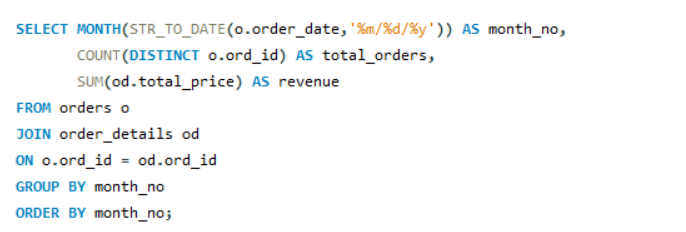 SELECT MONTH(STR_TO_DATE(o.order_date,'%m/%d/%y')) AS month_no,
COUNT(DISTINCT o.ord_id) AS total_orders,
SUM(od.total_price) AS revenue
FROM orders o
JOIN order_details od
ON o.ord_id = od.ord_id
GROUP BY month_no
ORDER BY month_no;